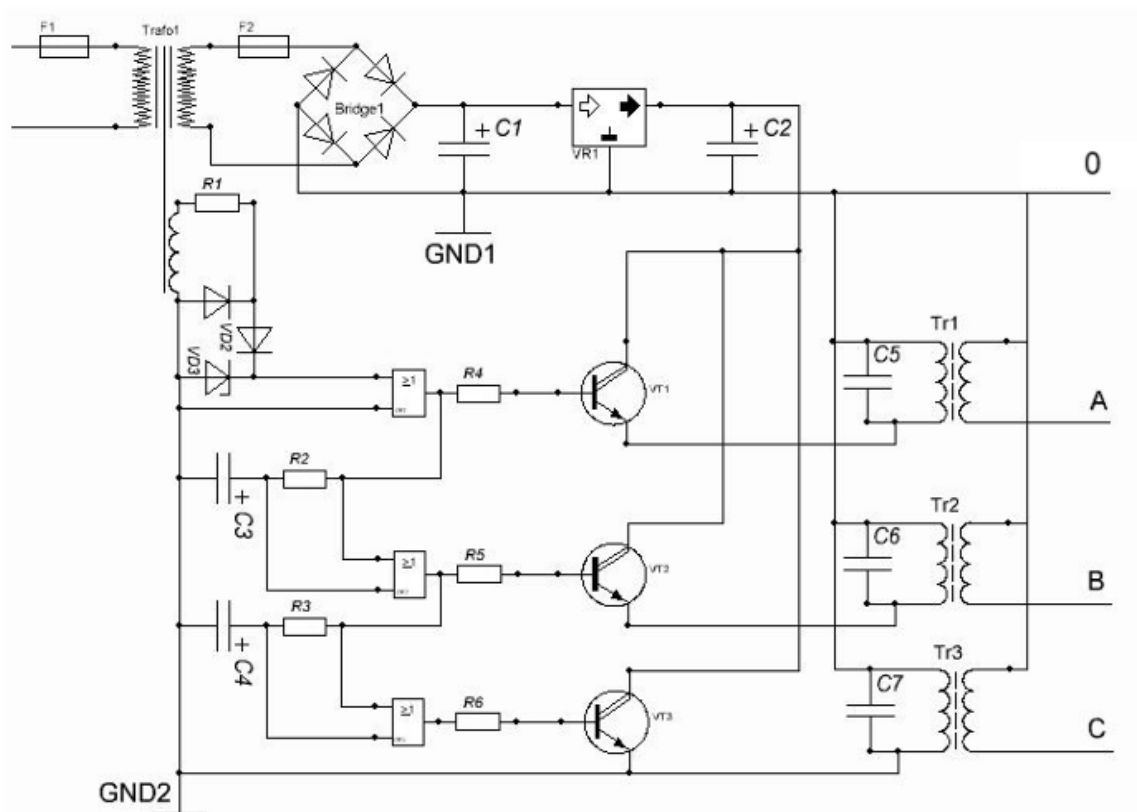 F1
Trafo1
F2
Bridge1
+ C1
VR1
+ C2
0
R1
GND1
VD2
VD3
Tr1
C5
≥1
R4
VT1
A
R2
+ C3
Tr2
C6
≥1
R5
VT2
B
R3
+ C4
Tr3
C7
≥1
R6
VT3
C
GND2